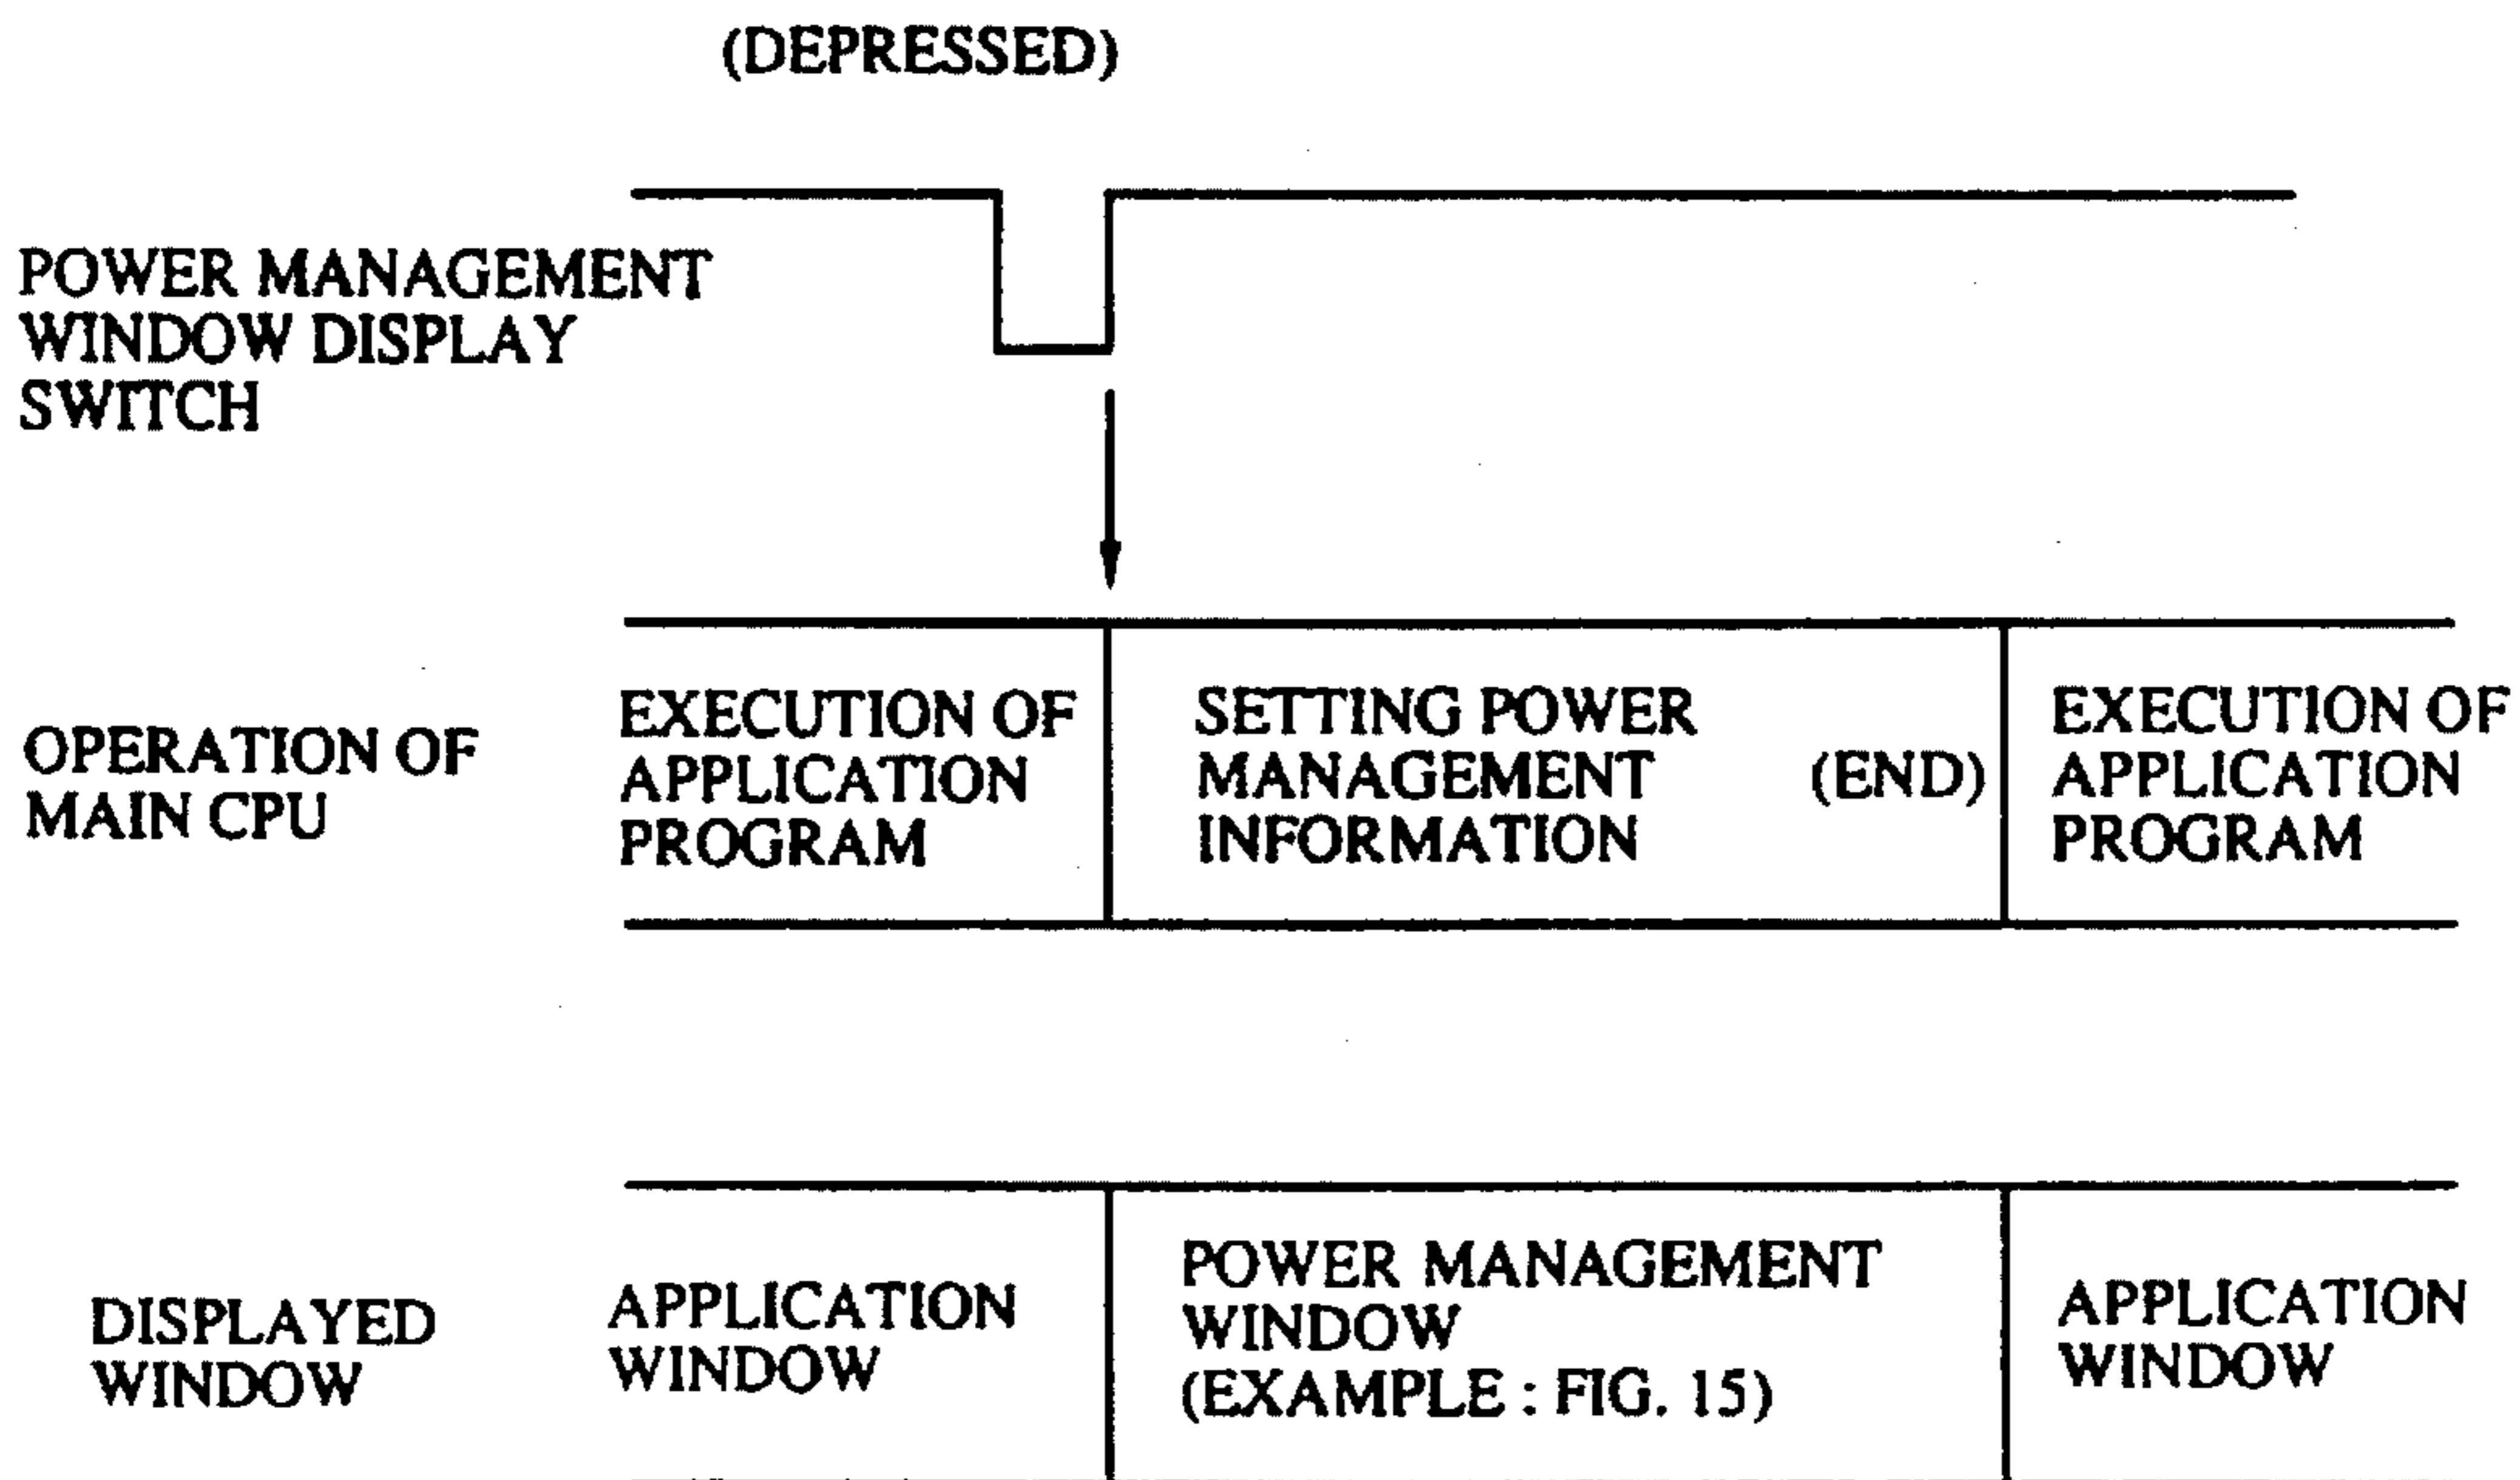 (DEPRESSED)
POWER MANAGEMENT
WINDOW DISPLAY
SWITCH
OPERATION OF
MAIN CPU
EXECUTION OF
APPLICATION
PROGRAM
SETTING POWER
MANAGEMENT
INFORMATION
(END)
EXECUTION OF
APPLICATION
PROGRAM
DISPLAYED
WINDOW
APPLICATION
WINDOW
POWER MANAGEMENT
WINDOW
(EXAMPLE : FIG. 15)
APPLICATION
WINDOW